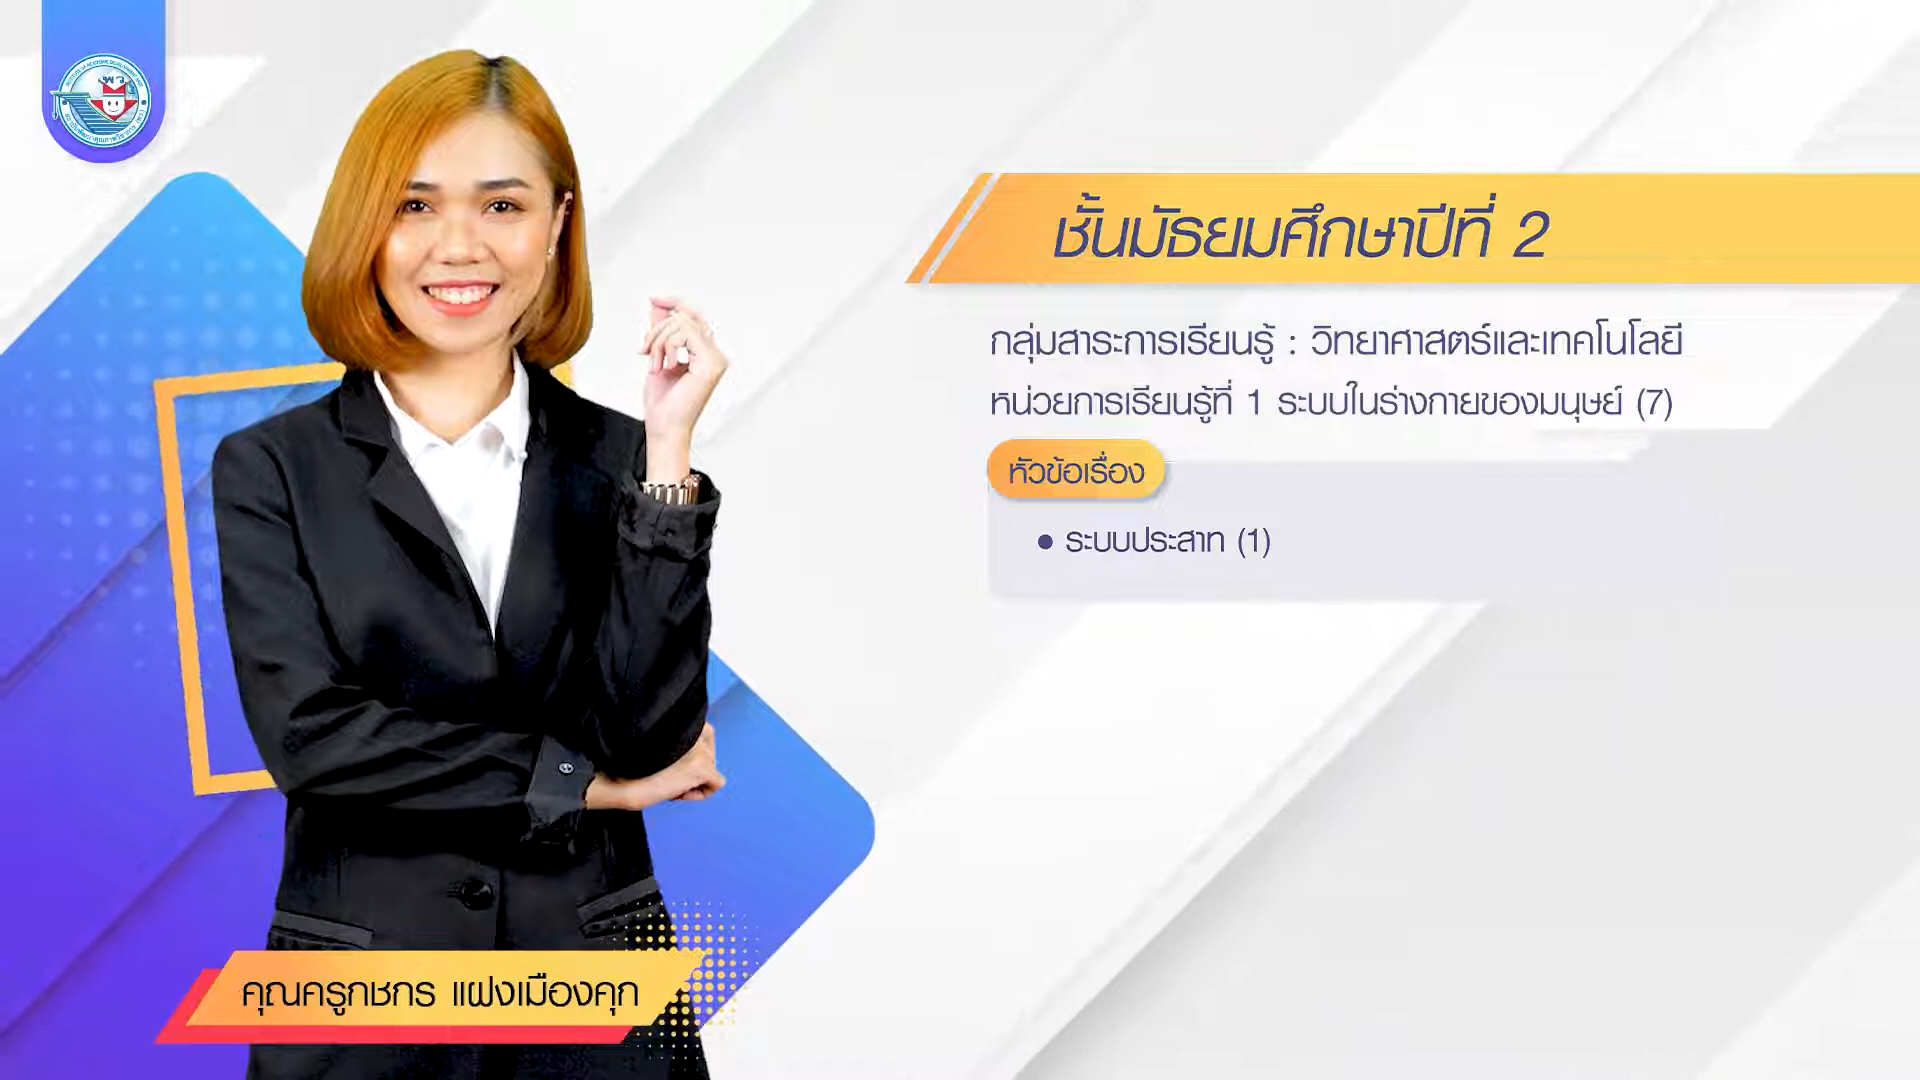 พว
ชั้นมัธยมศึกษาปีที่ 2
กลุ่มสาระการเรียนรู้ : วิทยาศาสตร์และเทคโนโลยี
หน่วยการเรียนรู้ที่ 1 ระบบในร่างกายของมนุษย์ (7)
หัวข้อเรื่อง
• ระบบประสาท (1)
คุณครูกชกร แฝงเมืองคุก